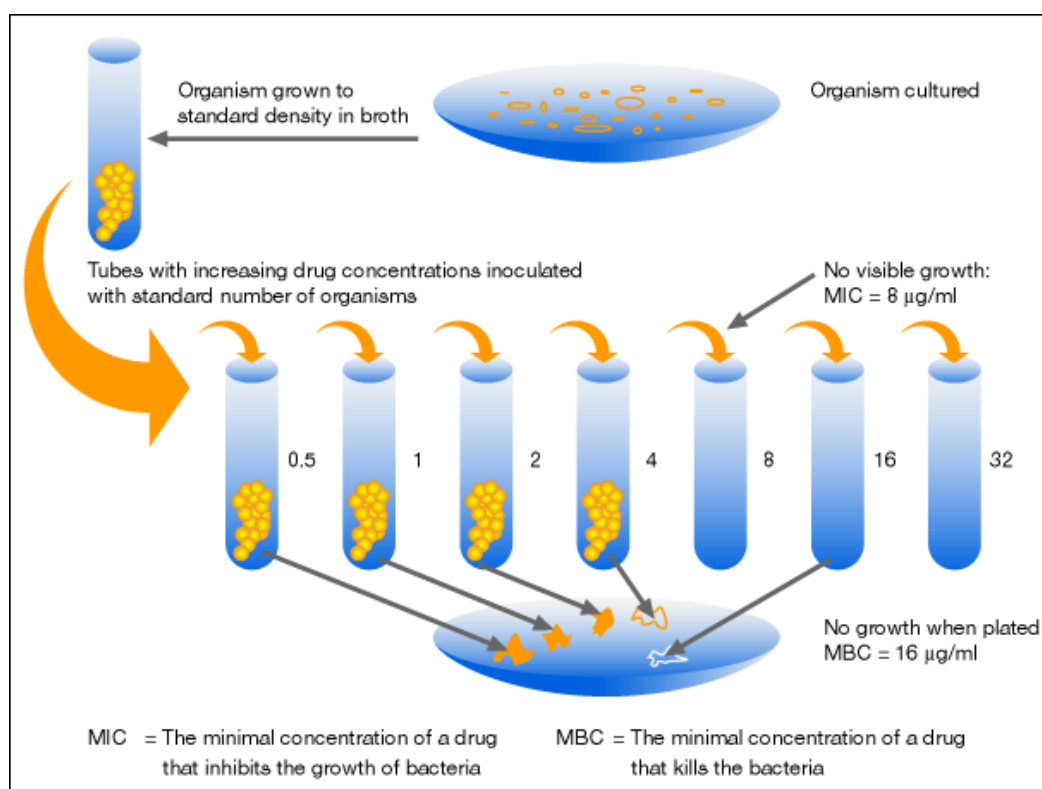 Organism grown to
standard density in broth
Organism cultured
Tubes with increasing drug concentrations inoculated
with standard number of organisms
No visible growth:
MIC = 8 µg/ml
0.5
1
2
4
8
16
32
No growth when plated
MBC = 16 µg/ml
MIC = The minimal concentration of a drug
that inhibits the growth of bacteria
MBC = The minimal concentration of a drug
that kills the bacteria